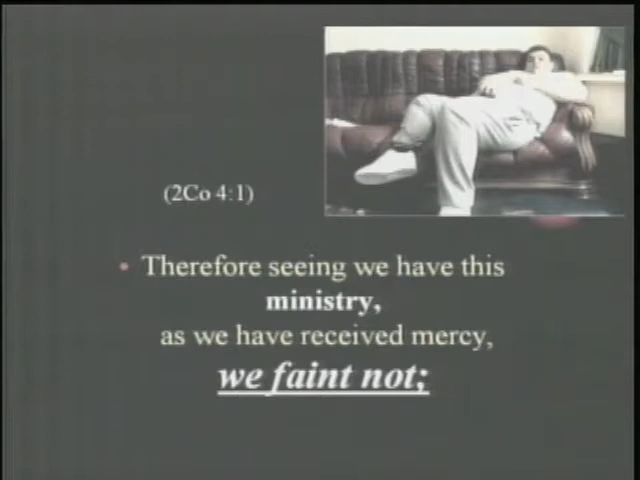 (2Co 4:1)
• Therefore seeing we have this
ministry,
as we have received mercy,
we faint not;